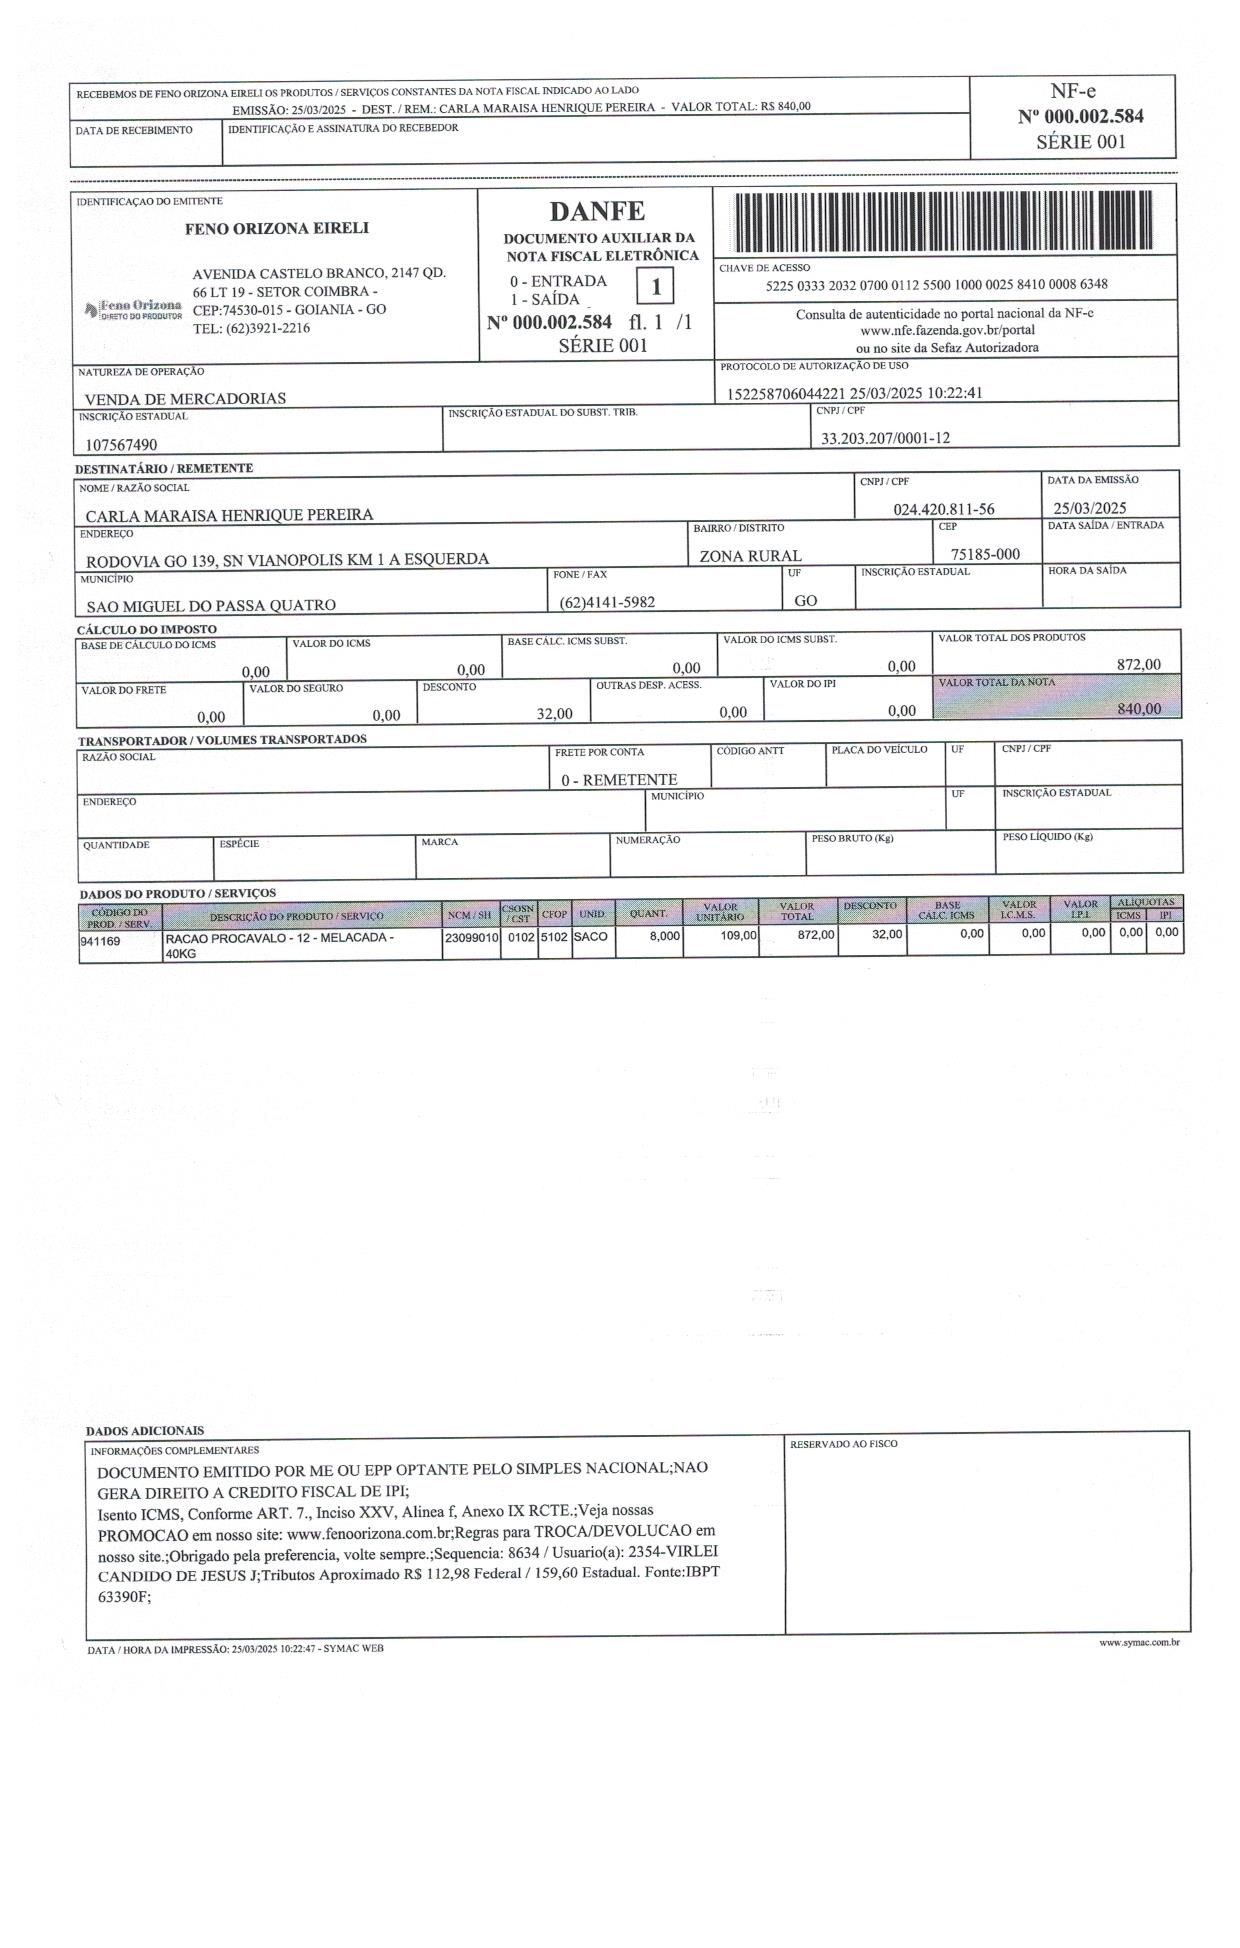 RECEBEMOS DE FENO ORIZONA EIRELI OS PRODUTOS / SERVIÇOS CONSTANTES DA NOTA FISCAL INDICADO AO LADO
EMISSÃO: 25/03/2025 - DEST. / REM.: CARLA MARAISA HENRIQUE PEREIRA - VALOR TOTAL: R$ 840,00
DATA DE RECEBIMENTO IDENTIFICAÇÃO E ASSINATURA DO RECEBEDOR
NF-e
Nº 000.002.584
SÉRIE 001
IDENTIFICAÇAO DO EMITENTE
FENO ORIZONA EIRELI
Feno Orizona
DIRETO DO PRODUTOR
AVENIDA CASTELO BRANCO, 2147 QD.
66 LT 19 - SETOR COIMBRA -
CEP:74530-015 - GOIANIA - GO
TEL: (62)3921-2216
DANFE
DOCUMENTO AUXILIAR DA
NOTA FISCAL ELETRÔNICA
0 - ENTRADA
1 - SAÍDA
1
Nº 000.002.584 fl. 1 /1
SÉRIE 001
CHAVE DE ACESSO
5225 0333 2032 0700 0112 5500 1000 0025 8410 0008 6348
Consulta de autenticidade no portal nacional da NF-e
www.nfe.fazenda.gov.br/portal
ou no site da Sefaz Autorizadora
NATUREZA DE OPERAÇÃO PROTOCOLO DE AUTORIZAÇÃO DE USO
VENDA DE MERCADORIAS 152258706044221 25/03/2025 10:22:41
INSCRIÇÃO ESTADUAL INSCRIÇÃO ESTADUAL DO SUBST. TRIB. CNPJ / CPF
107567490 33.203.207/0001-12
DESTINATÁRIO / REMETENTE
NOME / RAZÃO SOCIAL CNPJ / CPF DATA DA EMISSÃO
CARLA MARAISA HENRIQUE PEREIRA 024.420.811-56 25/03/2025
ENDEREÇO BAIRRO / DISTRITO CEP DATA SAÍDA / ENTRADA
RODOVIA GO 139, SN VIANOPOLIS KM 1 A ESQUERDA ZONA RURAL 75185-000
MUNICÍPIO FONE / FAX UF INSCRIÇÃO ESTADUAL HORA DA SAÍDA
SAO MIGUEL DO PASSA QUATRO (62)4141-5982 GO
CÁLCULO DO IMPOSTO
BASE DE CÁLCULO DO ICMS VALOR DO ICMS BASE CÁLC. ICMS SUBST. VALOR DO ICMS SUBST. VALOR TOTAL DOS PRODUTOS
0,00 0,00 0,00 0,00 872,00
VALOR DO FRETE VALOR DO SEGURO DESCONTO OUTRAS DESP. ACESS. VALOR DO IPI VALOR TOTAL DA NOTA
0,00 0,00 32,00 0,00 0,00 840,00
TRANSPORTADOR / VOLUMES TRANSPORTADOS
RAZÃO SOCIAL FRETE POR CONTA CÓDIGO ANTT PLACA DO VEÍCULO UF CNPJ / CPF
0 - REMETENTE
ENDEREÇO MUNICÍPIO UF INSCRIÇÃO ESTADUAL
QUANTIDADE ESPÉCIE MARCA NUMERAÇÃO PESO BRUTO (Kg) PESO LÍQUIDO (Kg)
DADOS DO PRODUTO / SERVIÇOS
CÓDIGO DO PROD. / SERV. DESCRIÇÃO DO PRODUTO / SERVIÇO NCM / SH CSOSN / CST CFOP UNID. QUANT. VALOR UNITÁRIO VALOR TOTAL DESCONTO BASE CALC. ICMS VALOR I.C.M.S. VALOR I.P.I. ALÍQUOTAS ICMS IPI
941169 RACAO PROCAVALO - 12 - MELACADA - 23099010 0102 5102 SACO 8,000 109,00 872,00 32,00 0,00 0,00 0,00 0,00 0,00
40KG
DADOS ADICIONAIS
INFORMAÇÕES COMPLEMENTARES RESERVADO AO FISCO
DOCUMENTO EMITIDO POR ME OU EPP OPTANTE PELO SIMPLES NACIONAL;NAO
GERA DIREITO A CREDITO FISCAL DE IPI;
Isento ICMS, Conforme ART. 7., Inciso XXV, Alinea f, Anexo IX RCTE.;Veja nossas
PROMOCAO em nosso site: www.fenoorizona.com.br;Regras para TROCA/DEVOLUCAO em
nosso site.;Obrigado pela preferencia, volte sempre.;Sequencia: 8634 / Usuario(a): 2354-VIRLEI
CANDIDO DE JESUS J;Tributos Aproximado R$ 112,98 Federal / 159,60 Estadual. Fonte:IBPT
63390F;
DATA / HORA DA IMPRESSÃO: 25/03/2025 10:22:47 - SYMAC WEB www.symac.com.br